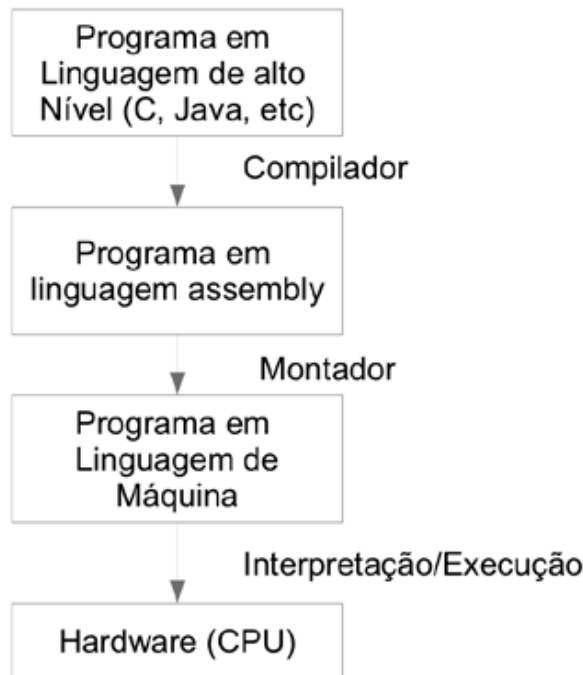 Programa em
Linguagem de alto
Nível (C, Java, etc)
Compilador
Programa em
linguagem assembly
Montador
Programa em
Linguagem de
Máquina
Interpretação/Execução
Hardware (CPU)